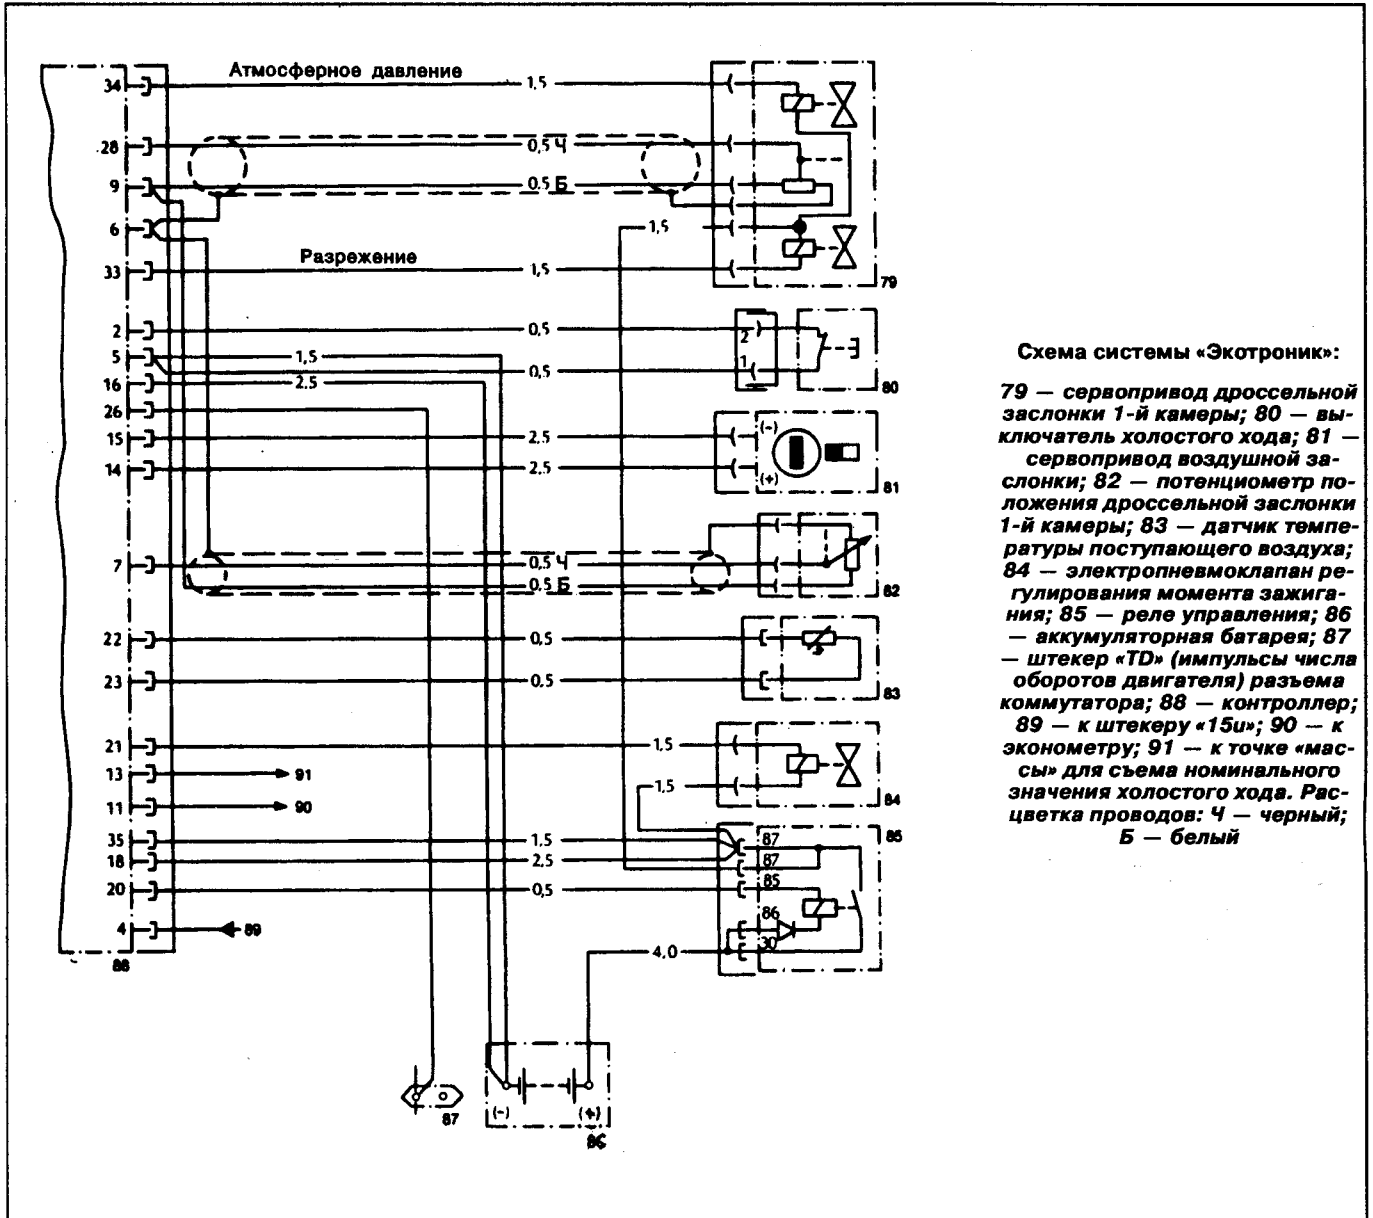 Атмосферное давление
34
1,5
28
0,5 Ч
9
0,5 Б
6
1,5
Разрежение
33
1,5
79
2
0,5
2
5
1,5
1
0,5
16
2.5
80
26
15
2.5
(-)
14
2,5
(+)
81
7
0,5 Ч
0,5 Б
82
22
0,5
23
0,5
83
21
1,5
13
91
1,5
11
90
84
35
1,5
87
85
18
2,5
87
20
0,5
85
86
4
89
30
4,0
88
87
(-)
(+)
86
Схема системы «Экотроник»:
79 — сервопривод дроссельной
заслонки 1-й камеры; 80 — вы-
ключатель холостого хода; 81 —
сервопривод воздушной за-
слонки; 82 — потенциометр по-
ложения дроссельной заслонки
1-й камеры; 83 — датчик темпе-
ратуры поступающего воздуха;
84 — электропневмоклапан ре-
гулирования момента зажига-
ния; 85 — реле управления; 86
— аккумуляторная батарея; 87
— штекер «TD» (импульсы числа
оборотов двигателя) разъема
коммутатора; 88 — контроллер;
89 — к штекеру «15u»; 90 — к
эконометру; 91 — к точке «мас-
сы» для съема номинального
значения холостого хода. Рас-
цветка проводов: Ч — черный;
Б — белый